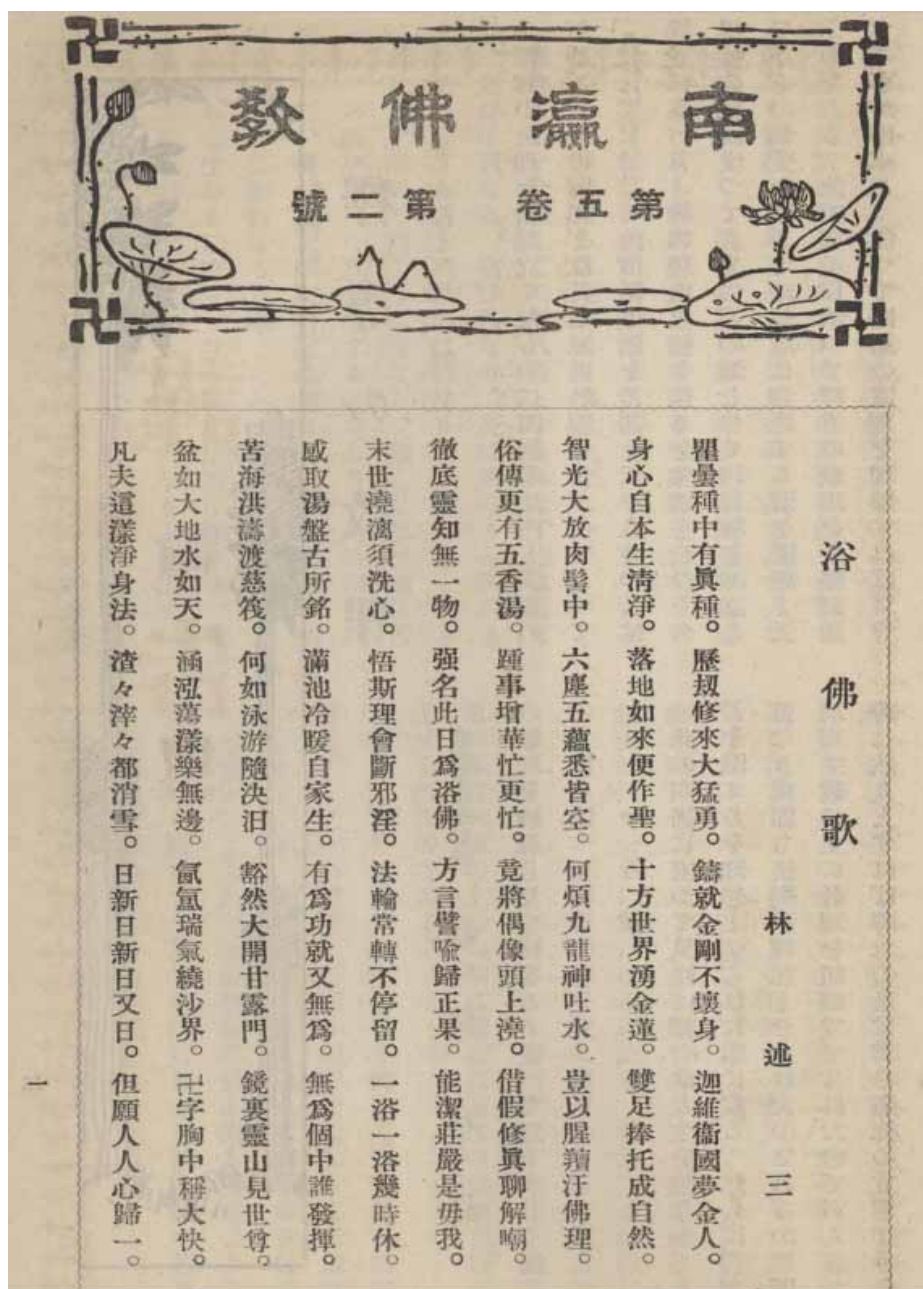 南瀛佛教
第五卷　第二號
浴佛歌
林述三
瞿曇種中有眞種。歷刼修來大猛勇。鑄就金剛不壞身。迦維衞國夢金人。
身心自本生淸淨。落地如來便作聖。十方世界湧金蓮。雙足捧托成自然。
智光大放肉髻中。六塵五蘊悉皆空。何煩九龍神吐水。豈以腥羶汙佛理。
俗傳更有五香湯。踵事增華忙更忙。竟將偶像頭上澆。借假修眞聊解嘲。
徹底靈知無一物。强名此日爲浴佛。方言譬喩歸正果。能潔莊嚴是毋我。
末世澆漓須洗心。悟斯理會斷邪淫。法輪常轉不停留。一浴一浴幾時休。
感取湯盤古所銘。滿池冷暖自家生。有爲功就又無爲。無爲個中誰發揮。
苦海洪濤渡慈筏。何如泳游隨決汨。豁然大開甘露門。鏡裏靈山見世尊。
盆如大地水如天。涵泓蕩漾樂無邊。氤氳瑞氣繞沙界。卍字胸中稱大快。
凡夫這漾淨身法。渣々滓々都消雪。日新日新日又日。但願人人心歸一。
一